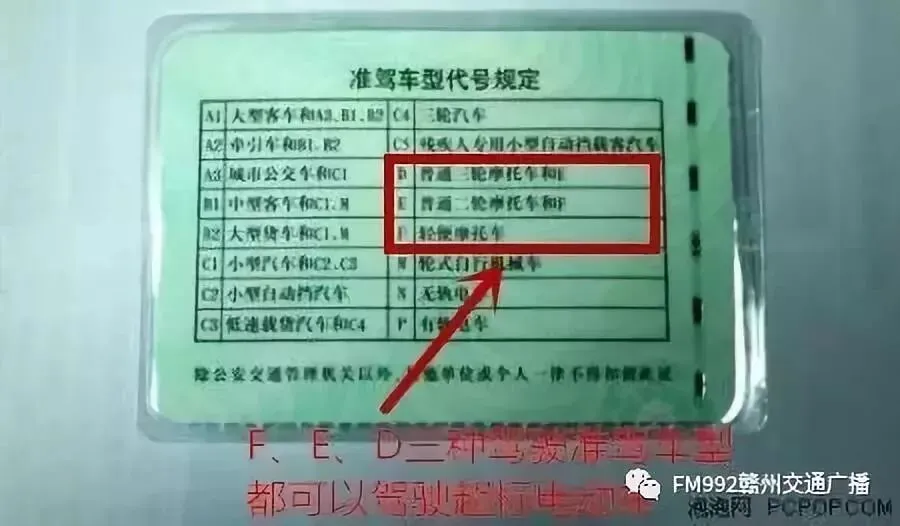 准驾车型代号规定
A1 大型客车和A3、B1、B2 C4 三轮汽车
A2 牵引车和B1、B2 C5 残疾人专用小型自动挡载客汽车
A3 城市公交车和C1 D 普通三轮摩托车和E
B1 中型客车和C1、M E 普通二轮摩托车和F
B2 大型货车和C1、M F 轻便摩托车
C1 小型汽车和C2、C3 M 轮式自行机械车
C2 小型自动挡汽车 N 无轨电
C3 低速载货汽车和C4 P 有轨电车
除公安交通管理机关以外,其他单位或个人一律不得扣留此证
F、E、D三种驾驶准驾车型
都可以驾驶超标电动车
FM992赣州交通广播
泡泡网 PCPOP.COM